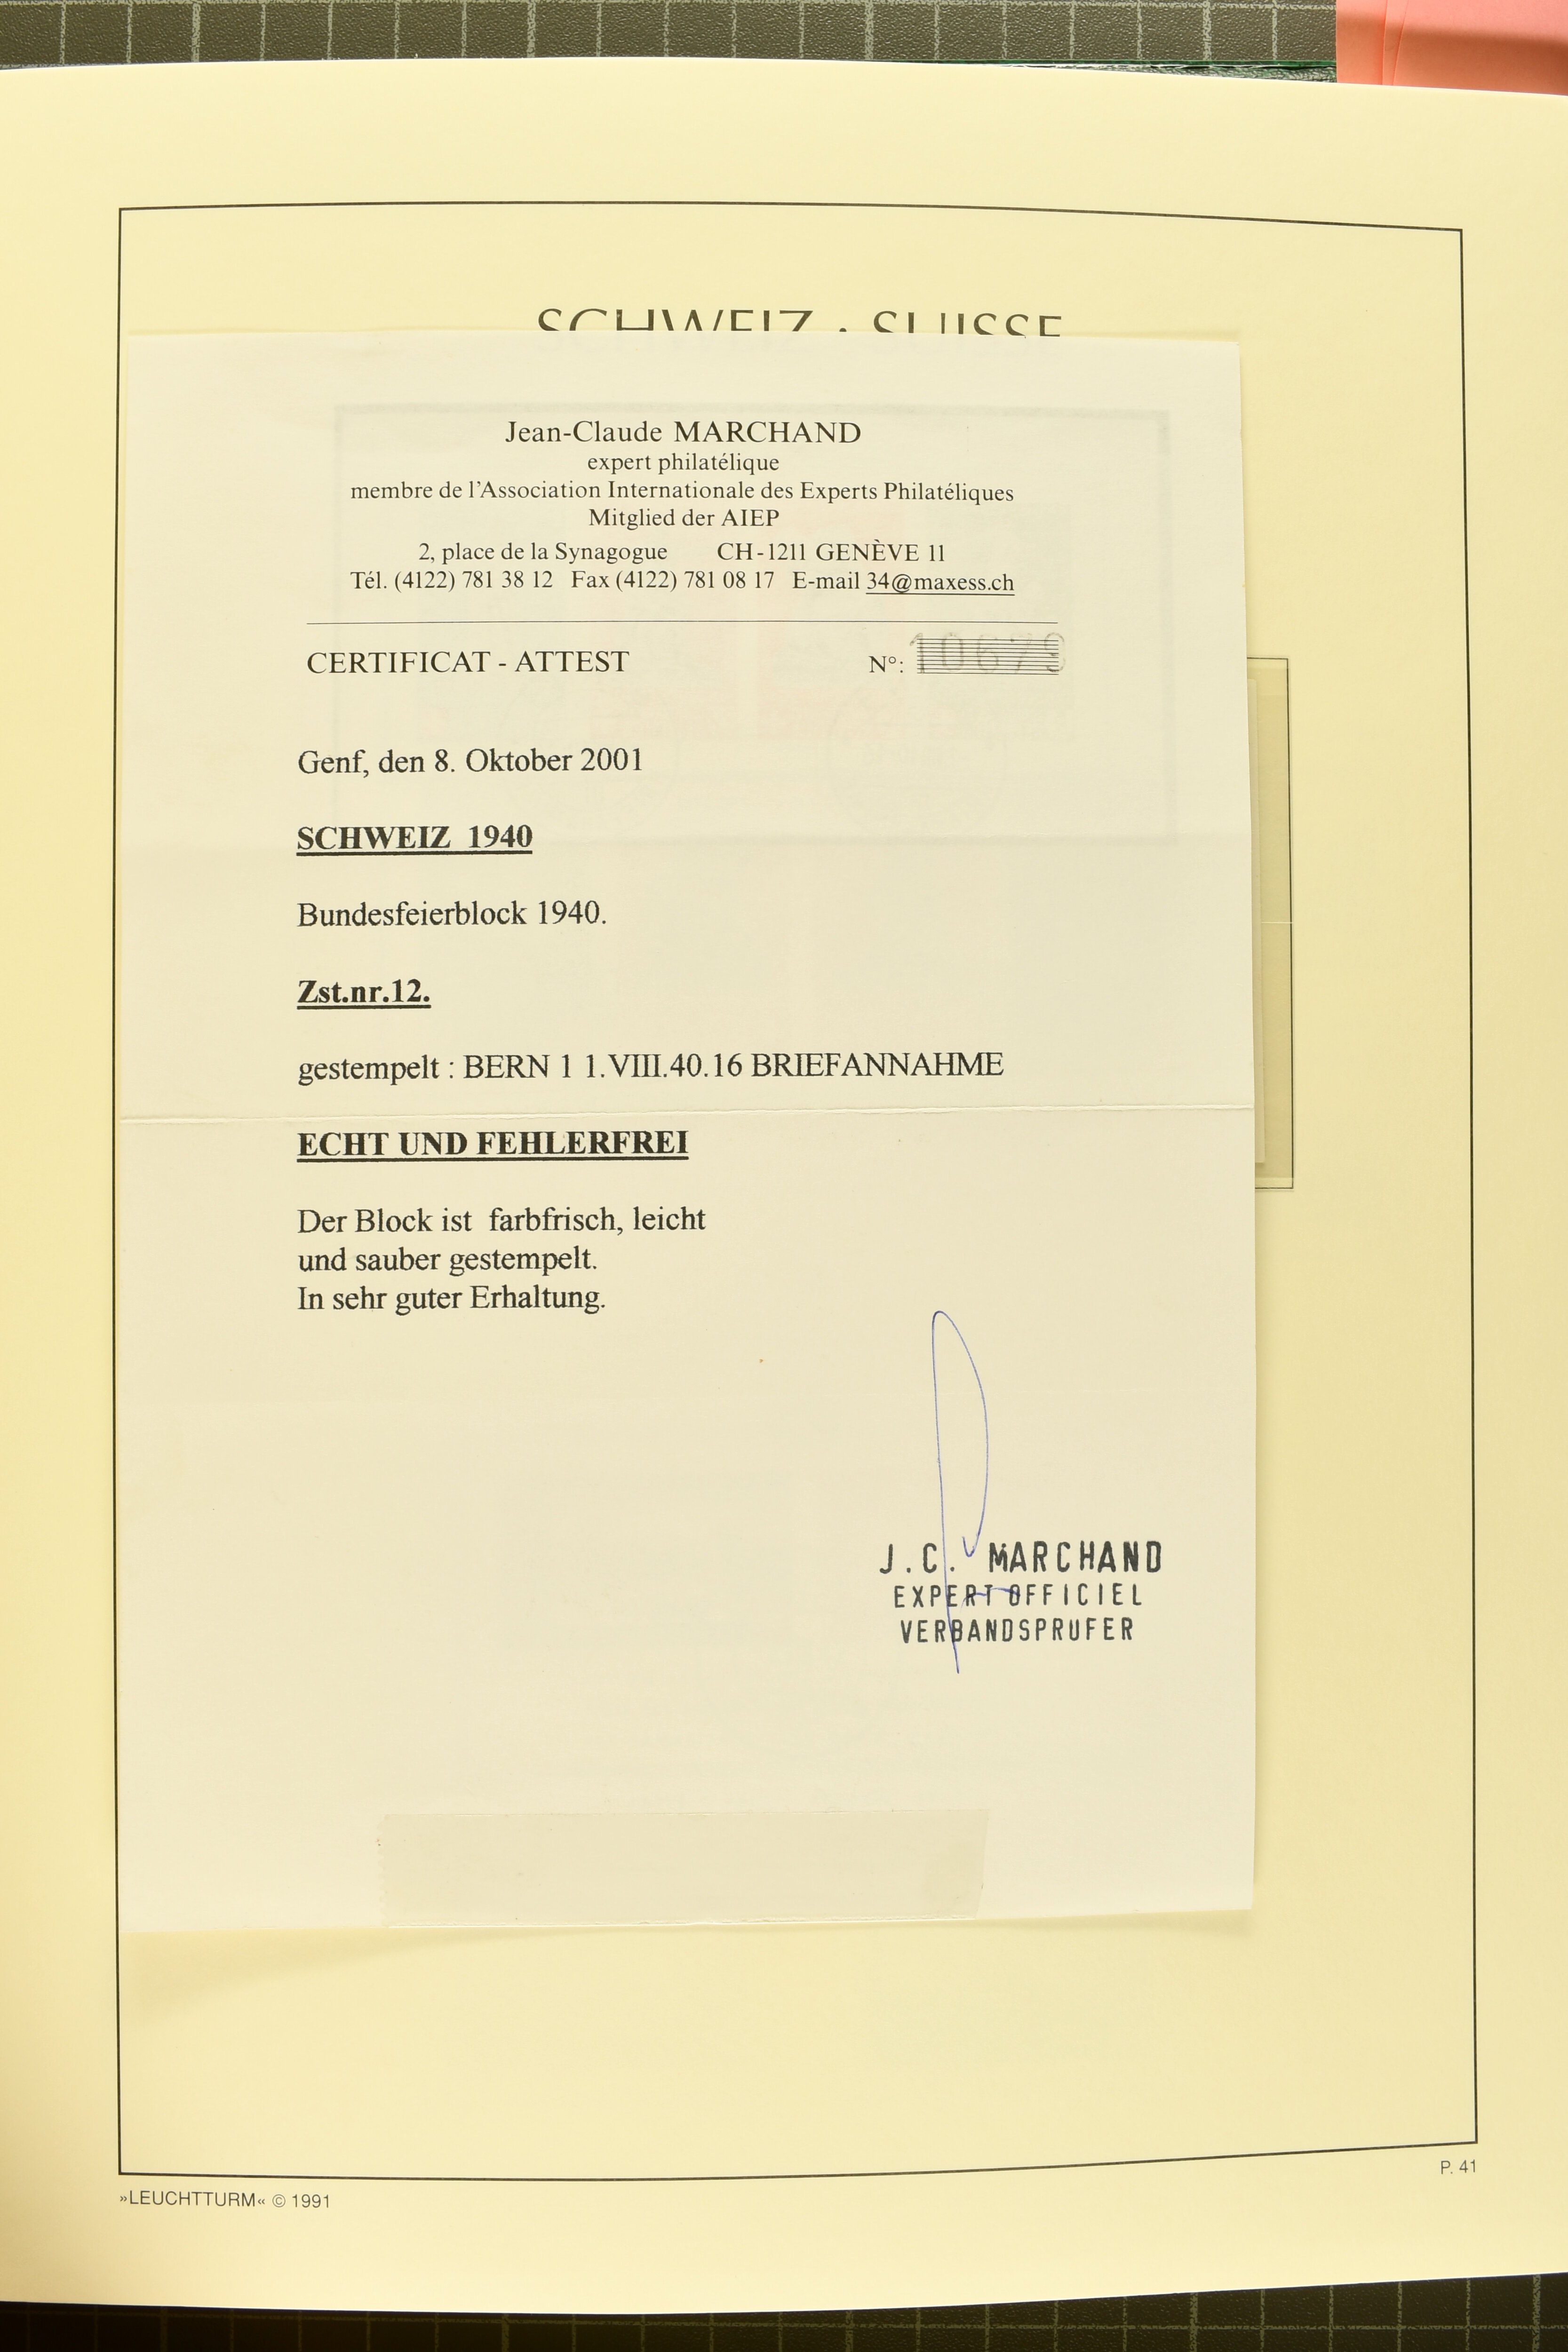 SCHWEIZ · SUISSE
Jean-Claude MARCHAND
expert philatélique
membre de l'Association Internationale des Experts Philatéliques
Mitglied der AIEP
2, place de la Synagogue CH-1211 GENÈVE 11
Tél. (4122) 781 38 12 Fax (4122) 781 08 17 E-mail 34@maxess.ch
CERTIFICAT - ATTEST N°: 10679
Genf, den 8. Oktober 2001
SCHWEIZ 1940
Bundesfeierblock 1940.
Zst.nr.12.
gestempelt : BERN 1 1.VIII.40.16 BRIEFANNAHME
ECHT UND FEHLERFREI
Der Block ist farbfrisch, leicht
und sauber gestempelt.
In sehr guter Erhaltung.
J.C. MARCHAND
EXPERT OFFICIEL
VERBANDSPRUFER
P. 41
»LEUCHTTURM« © 1991